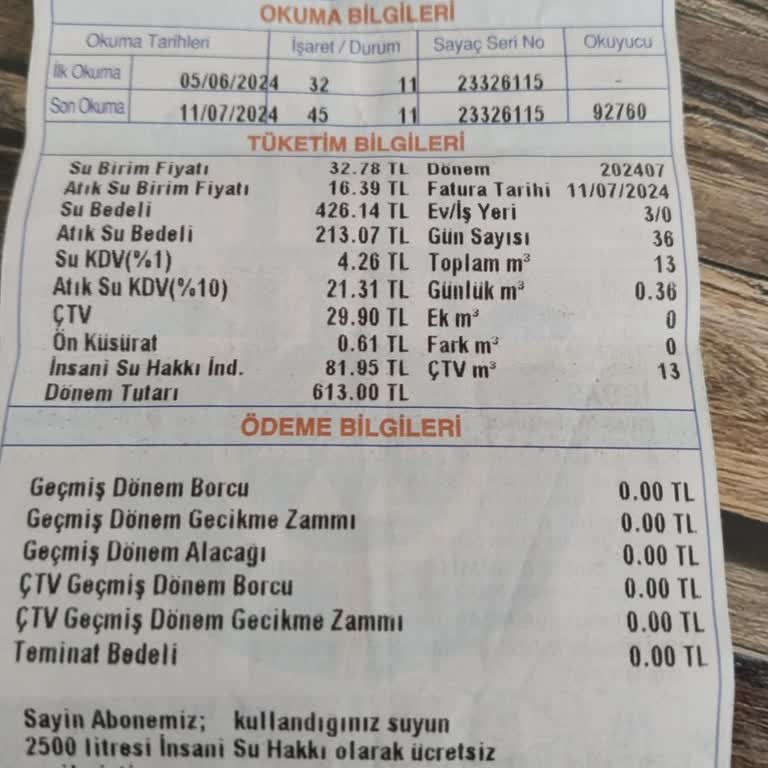 OKUMA BİLGİLERİ
Okuma Tarihleri İşaret / Durum Sayaç Seri No Okuyucu
İlk Okuma 05/06/2024 32 11 23326115 -
Son Okuma 11/07/2024 45 11 23326115 92760
TÜKETİM BİLGİLERİ
Su Birim Fiyatı 32.78 TL Dönem 202407
Atık Su Birim Fiyatı 16.39 TL Fatura Tarihi 11/07/2024
Su Bedeli 426.14 TL Ev/İş Yeri 3/0
Atık Su Bedeli 213.07 TL Gün Sayısı 36
Su KDV(%1) 4.26 TL Toplam m³ 13
Atık Su KDV(%10) 21.31 TL Günlük m³ 0.36
ÇTV 29.90 TL Ek m³ 0
Ön Küsürat 0.61 TL Fark m³ 0
İnsani Su Hakkı İnd. 81.95 TL ÇTV m³ 13
Dönem Tutarı 613.00 TL
ÖDEME BİLGİLERİ
Geçmiş Dönem Borcu 0.00 TL
Geçmiş Dönem Gecikme Zammı 0.00 TL
Geçmiş Dönem Alacağı 0.00 TL
ÇTV Geçmiş Dönem Borcu 0.00 TL
ÇTV Geçmiş Dönem Gecikme Zammı 0.00 TL
Teminat Bedeli 0.00 TL
Sayin Abonemiz; kullandığınız suyun
2500 litresi İnsani Su Hakkı olarak ücretsiz